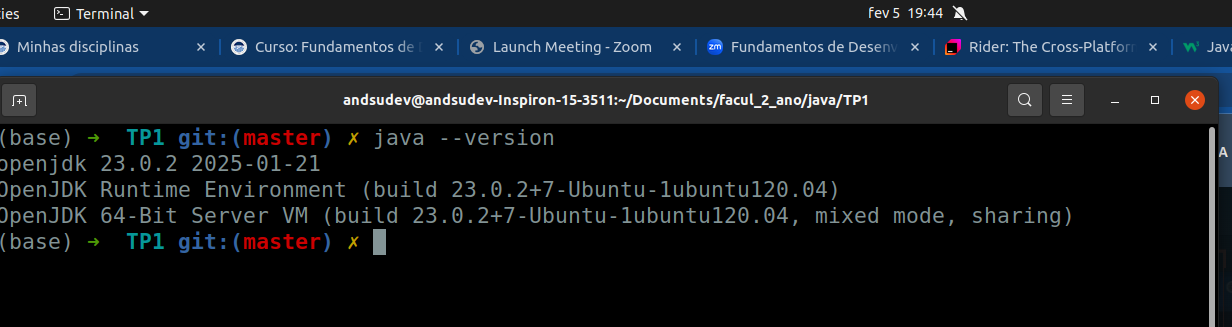 ies Terminal fev 5 19:44
Minhas disciplinas × Curso: Fundamentos de × Launch Meeting - Zoom × zm Fundamentos de Desenv × Rider: The Cross-Platfor × Java
andsudev@andsudev-Inspiron-15-3511:~/Documents/facul_2_ano/java/TP1
(base) ➜ TP1 git:(master) ✗ java --version
openjdk 23.0.2 2025-01-21
OpenJDK Runtime Environment (build 23.0.2+7-Ubuntu-1ubuntu120.04)
OpenJDK 64-Bit Server VM (build 23.0.2+7-Ubuntu-1ubuntu120.04, mixed mode, sharing)
(base) ➜ TP1 git:(master) ✗